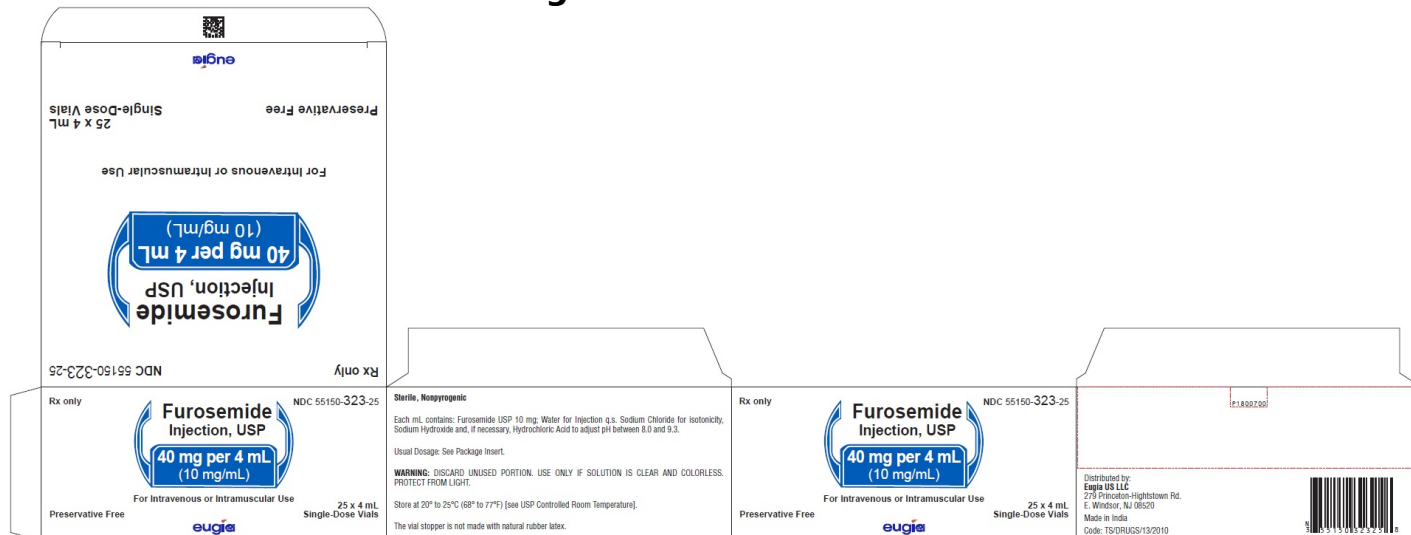 eugia
Preservative Free
25 x 4 mL
Single-Dose Vials
For Intravenous or Intramuscular Use
40 mg per 4 mL
(10 mg/mL)
Furosemide
Injection, USP
Rx only
NDC 55150-323-25
Rx only
NDC 55150-323-25
Furosemide
Injection, USP
40 mg per 4 mL
(10 mg/mL)
For Intravenous or Intramuscular Use
Preservative Free
25 x 4 mL
Single-Dose Vials
eugia
Sterile, Nonpyrogenic
Each mL contains: Furosemide USP 10 mg; Water for Injection q.s. Sodium Chloride for isotonicity,
Sodium Hydroxide and, if necessary, Hydrochloric Acid to adjust pH between 8.0 and 9.3.
Usual Dosage: See Package Insert.
WARNING: DISCARD UNUSED PORTION. USE ONLY IF SOLUTION IS CLEAR AND COLORLESS.
PROTECT FROM LIGHT.
Store at 20° to 25°C (68° to 77°F) [see USP Controlled Room Temperature].
The vial stopper is not made with natural rubber latex.
Rx only
NDC 55150-323-25
Furosemide
Injection, USP
40 mg per 4 mL
(10 mg/mL)
For Intravenous or Intramuscular Use
Preservative Free
25 x 4 mL
Single-Dose Vials
eugia
P1800700
Distributed by:
Eugia US LLC
279 Princeton-Hightstown Rd.
E. Windsor, NJ 08520
Made in India
Code: TS/DRUGS/13/2010
N
3 55150 32325 8